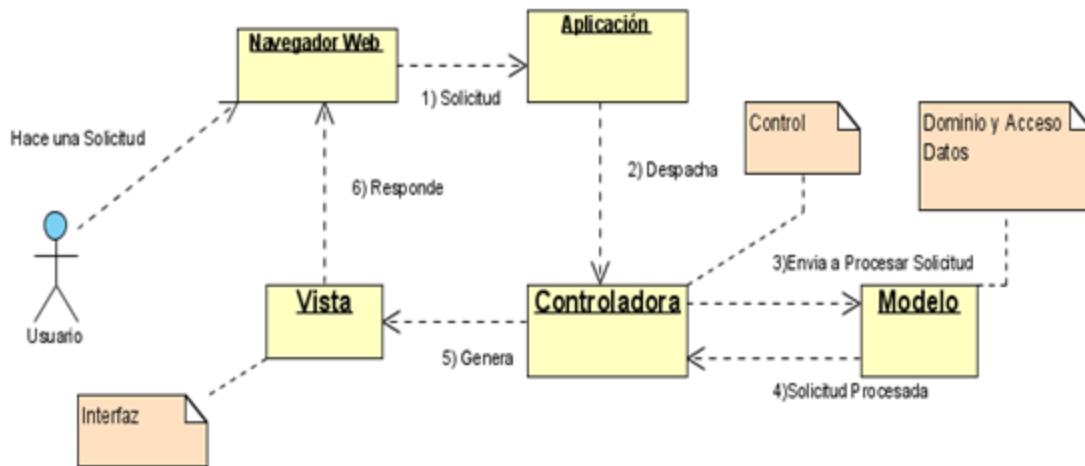 Navegador Web
Aplicación
1) Solicitud
Hace una Solicitud
Control
Dominio y Acceso
Datos
2) Despacha
6) Responde
3)Envia a Procesar Solicitud
Usuario
Vista
Controladora
Modelo
5) Genera
4)Solicitud Procesada
Interfaz